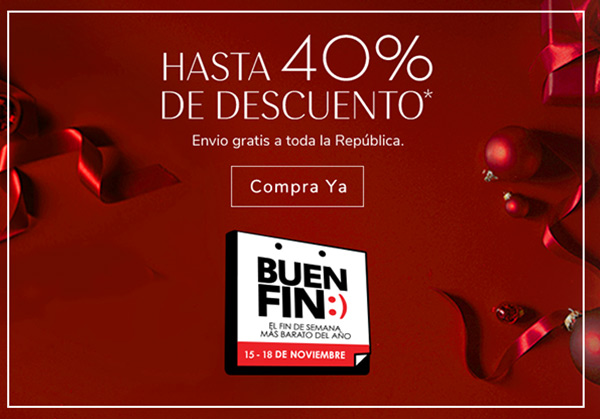 HASTA 40%
DE DESCUENTO*
Envio gratis a toda la República.
Compra Ya
BUEN
FIN:)
EL FIN DE SEMANA
MÁS BARATO DEL AÑO
15 - 18 DE NOVIEMBRE